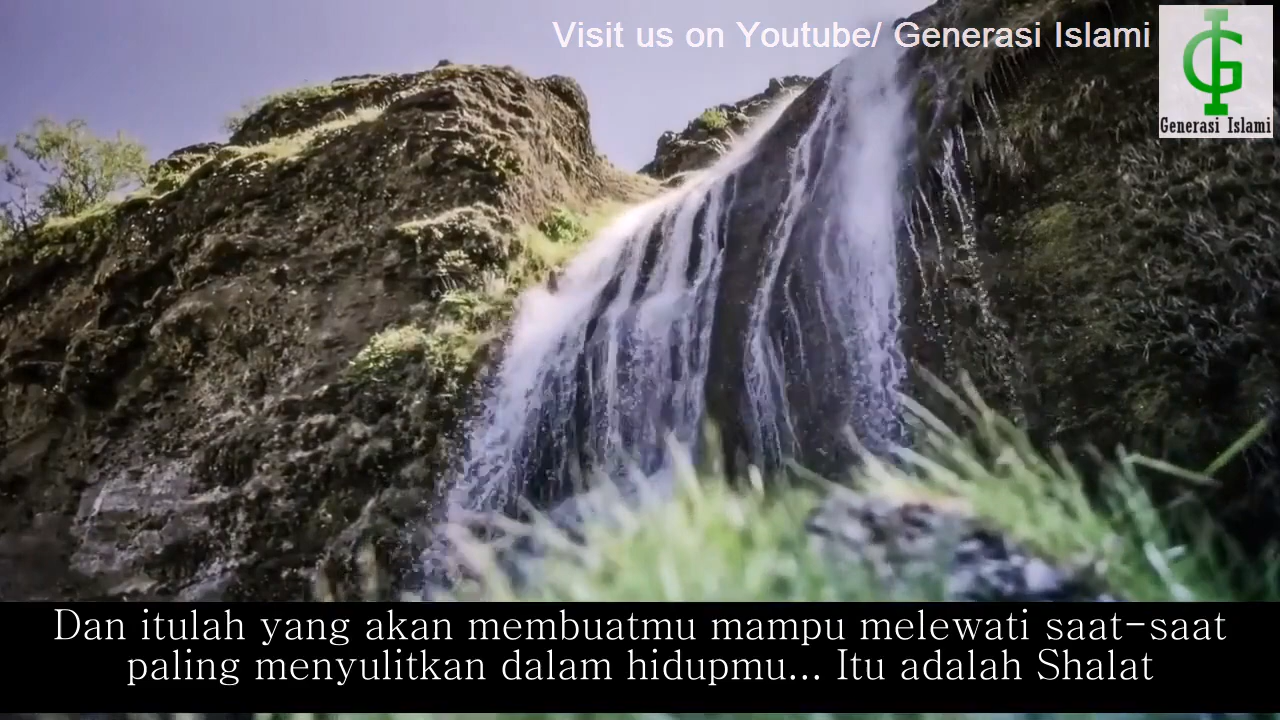 Visit us on Youtube/ Generasi Islami
GI
Generasi Islami
Dan itulah yang akan membuatmu mampu melewati saat-saat
paling menyulitkan dalam hidupmu... Itu adalah Shalat